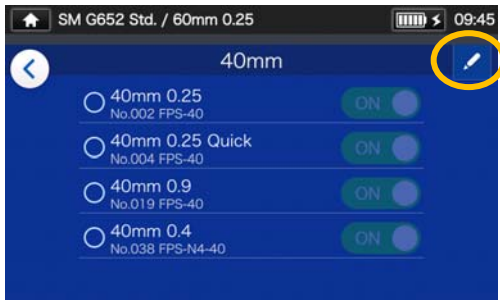 SM G652 Std. / 60mm 0.25 09:45
40mm
40mm 0.25 ON
No.002 FPS-40
40mm 0.25 Quick ON
No.004 FPS-40
40mm 0.9 ON
No.019 FPS-40
40mm 0.4 ON
No.038 FPS-N4-40